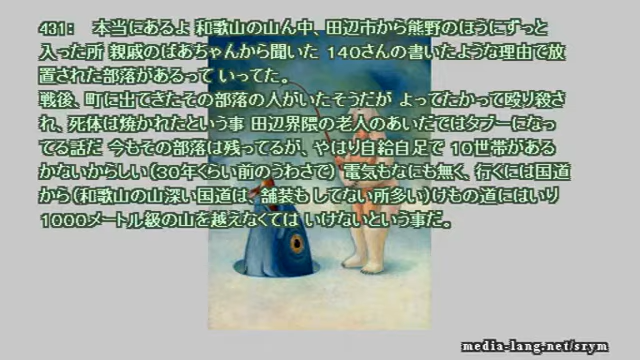 431:　本当にあるよ 和歌山の山ん中、田辺市から熊野のほうにずっと
入った所 親戚のばあちゃんから聞いた 140さんの書いたような理由で放
置された部落があるって いってた。
戦後、町に出てきたその部落の人がいたそうだが よってたかって殴り殺さ
れ、死体は焼かれたという事 田辺界隈の老人のあいだではタブーになっ
てる話だ 今もその部落は残ってるが、やはり自給自足で 10世帯がある
かないからしい（30年くらい前のうわさで） 電気もなにも無く、行くには国道
から（和歌山の山深い国道は、舗装も してない所多い）けもの道にはいり
1000メートル級の山を越えなくては いけないという事だ。
media-lang.net/srym